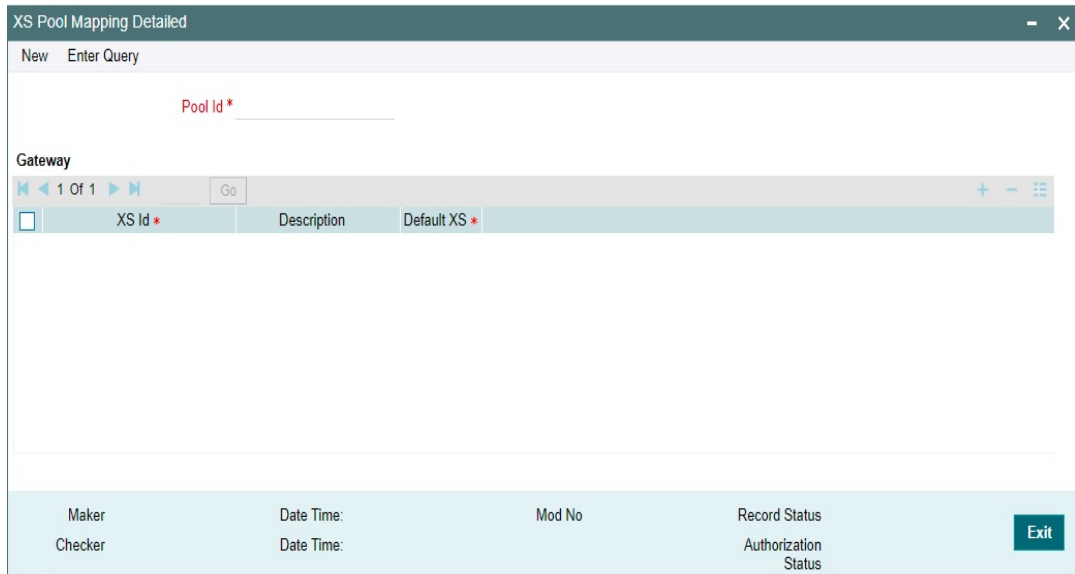 XS Pool Mapping Detailed
New Enter Query
Pool Id *
Gateway
1 Of 1 Go
XS Id * Description Default XS *
Maker Date Time: Mod No Record Status
Exit
Checker Date Time: Authorization
Status